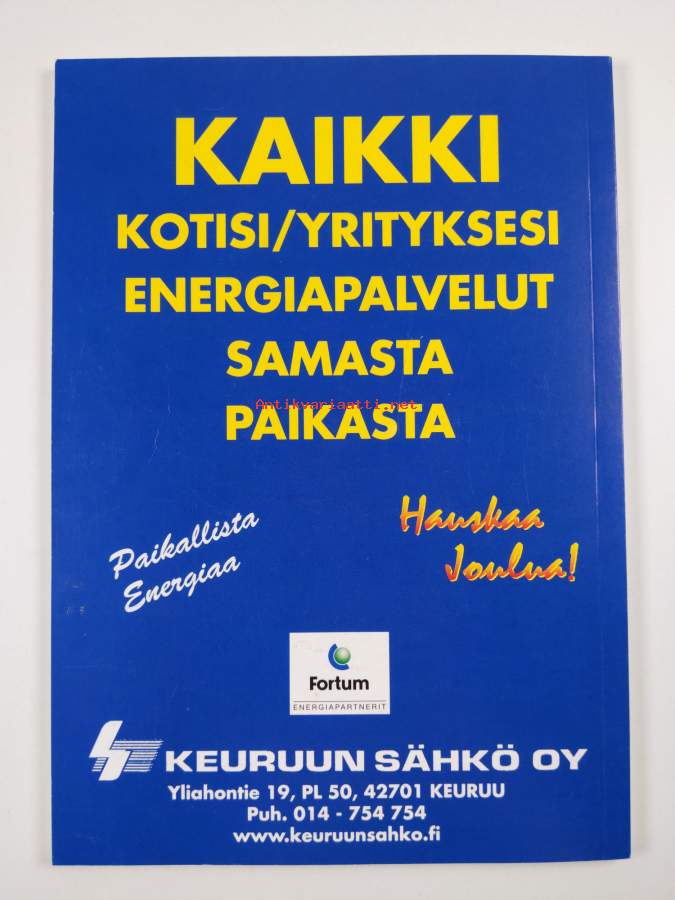 KAIKKI
KOTISI/YRITYKSESI
ENERGIAPALVELUT
SAMASTA
Antikvariaatti.net
PAIKASTA
Paikallista
Energiaa
Hauskaa
Joulua!
Fortum
ENERGIAPARTNERIT
KEURUUN SÄHKÖ OY
Yliahontie 19, PL 50, 42701 KEURUU
Puh. 014 - 754 754
www.keuruunsahko.fi